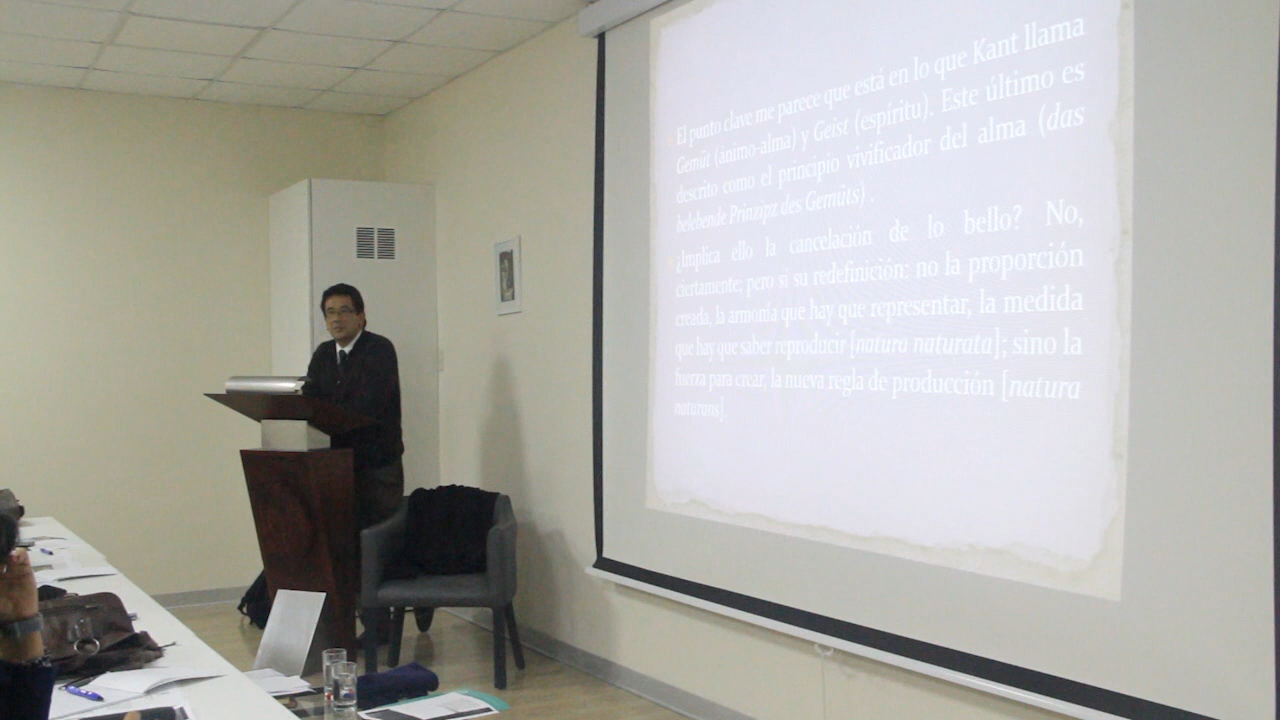 El punto clave me parece que está en lo que Kant llama
Gemüt (ánimo-alma) y Geist (espíritu). Este último es
descrito como el principio vivificador del alma (das
belebende Prinzipz des Gemüts) .
¿Implica ello la cancelación de lo bello? No,
ciertamente; pero si su redefinición: no la proporción
creada, la armonía que hay que representar, la medida
que hay que saber reproducir [natura naturata]; sino la
fuerza para crear, la nueva regla de producción [natura
naturans]